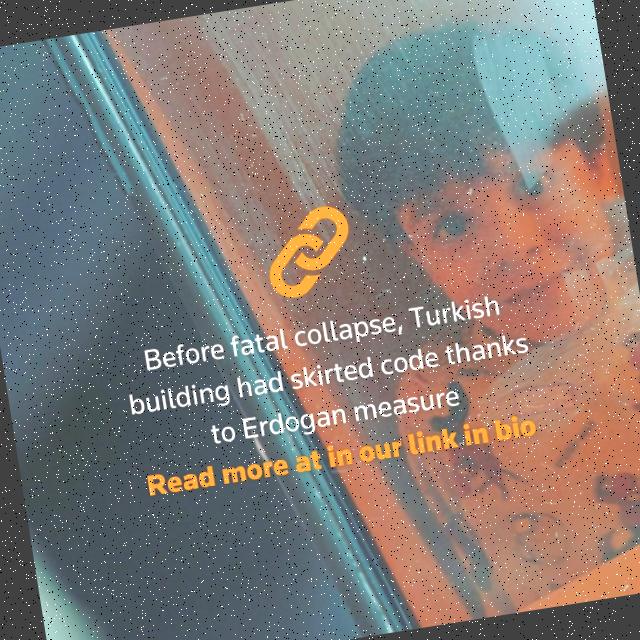 Before fatal collapse, Turkish
building had skirted code thanks
to Erdogan measure
Read more at in our link in bio